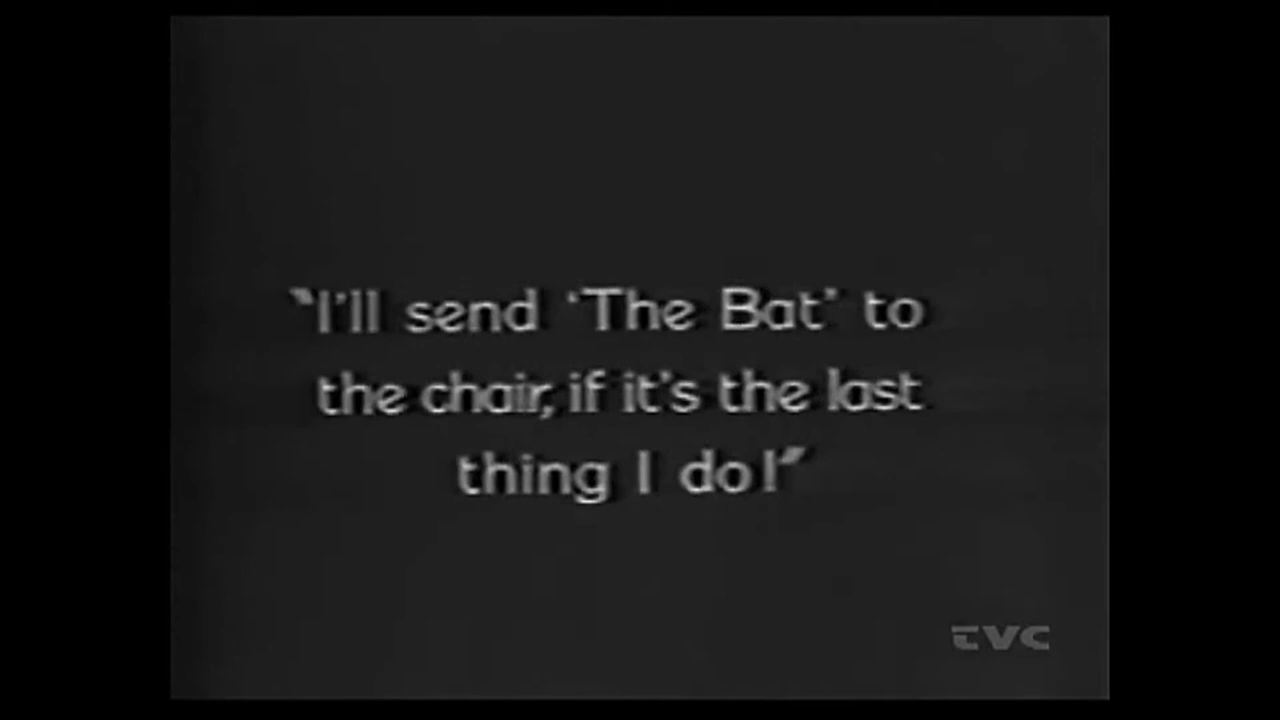 "I'll send 'The Bat' to
the chair, if it's the last
thing I do!"
TVC